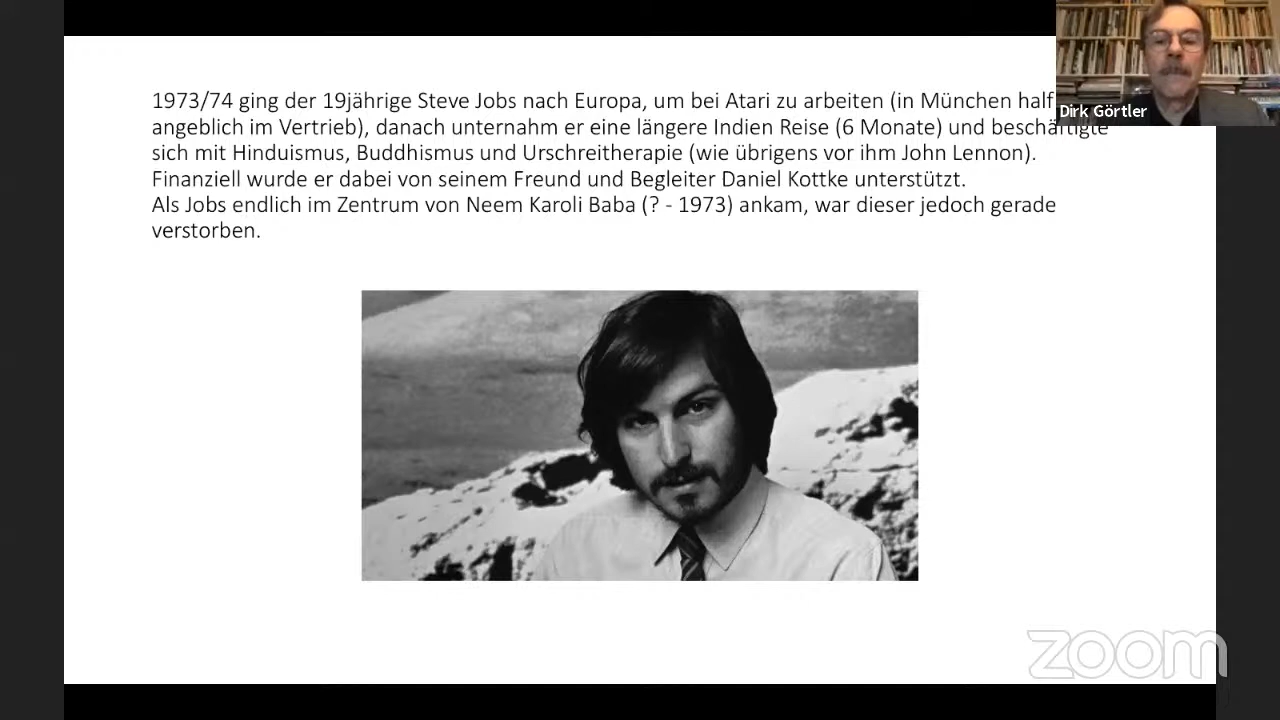 1973/74 ging der 19jährige Steve Jobs nach Europa, um bei Atari zu arbeiten (in München half
angeblich im Vertrieb), danach unternahm er eine längere Indien Reise (6 Monate) und beschäftigte
sich mit Hinduismus, Buddhismus und Urschreitherapie (wie übrigens vor ihm John Lennon).
Finanziell wurde er dabei von seinem Freund und Begleiter Daniel Kottke unterstützt.
Als Jobs endlich im Zentrum von Neem Karoli Baba (? - 1973) ankam, war dieser jedoch gerade
verstorben.
Dirk Görtler
zoom